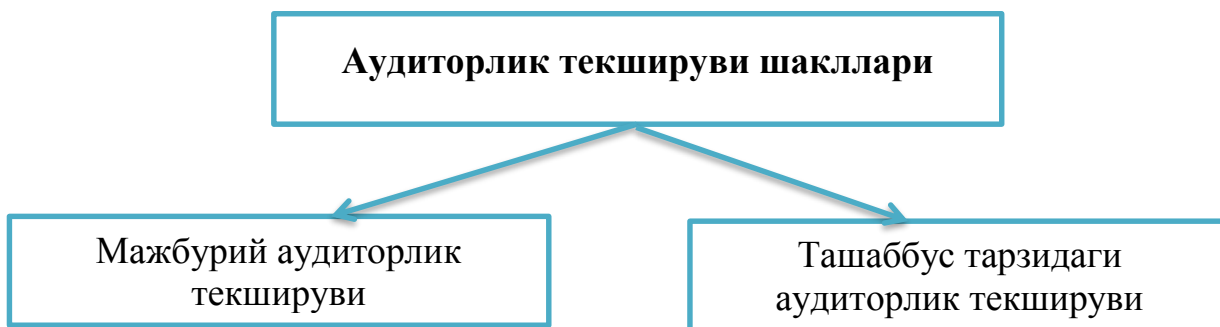 Аудиторлик текшируви шакллари
Мажбурий аудиторлик
текшируви
Ташаббус тарзидаги
аудиторлик текшируви